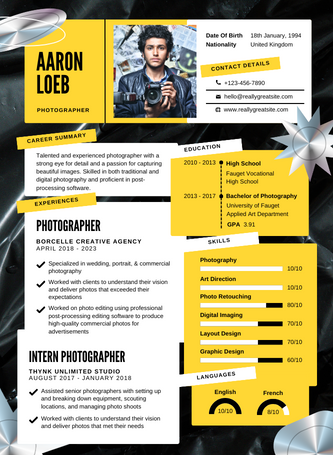 AARON
LOEB
PHOTOGRAPHER
Date Of Birth 18th January, 1994
Nationality United Kingdom
CONTACT DETAILS
+123-456-7890
hello@reallygreatsite.com
www.reallygreatsite.com
CAREER SUMMARY
Talented and experienced photographer with a
strong eye for detail and a passion for capturing
beautiful images. Skilled in both traditional and
digital photography and proficient in post-
processing software.
EXPERIENCES
PHOTOGRAPHER
BORCELLE CREATIVE AGENCY
APRIL 2018 - 2023
Specialized in wedding, portrait, & commercial
photography
Worked with clients to understand their vision
and deliver photos that exceeded their
expectations
Worked on photo editing using professional
post-processing editing software to produce
high-quality commercial photos for
advertisements
INTERN PHOTOGRAPHER
THYNK UNLIMITED STUDIO
AUGUST 2017 - JANUARY 2018
Assisted senior photographers with setting up
and breaking down equipment, scouting
locations, and managing photo shoots
Worked with clients to understand their vision
and deliver photos that met their needs
EDUCATION
2010 - 2013 High School
Fauget Vocational
High School
2013 - 2017 Bachelor of Photography
University of Fauget
Applied Art Department
GPA 3.91
SKILLS
Photography
10/10
Art Direction
10/10
Photo Retouching
80/10
Digital Imaging
70/10
Layout Design
70/10
Graphic Design
60/10
LANGUAGES
English French
10/10 8/10